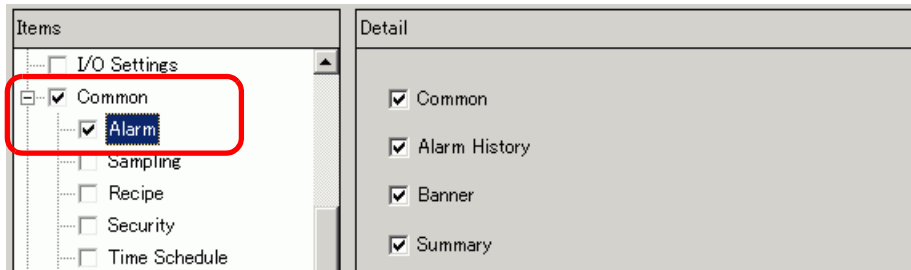 Items
I/O Settings
Common
Alarm
Sampling
Recipe
Security
Time Schedule
Detail
Common
Alarm History
Banner
Summary